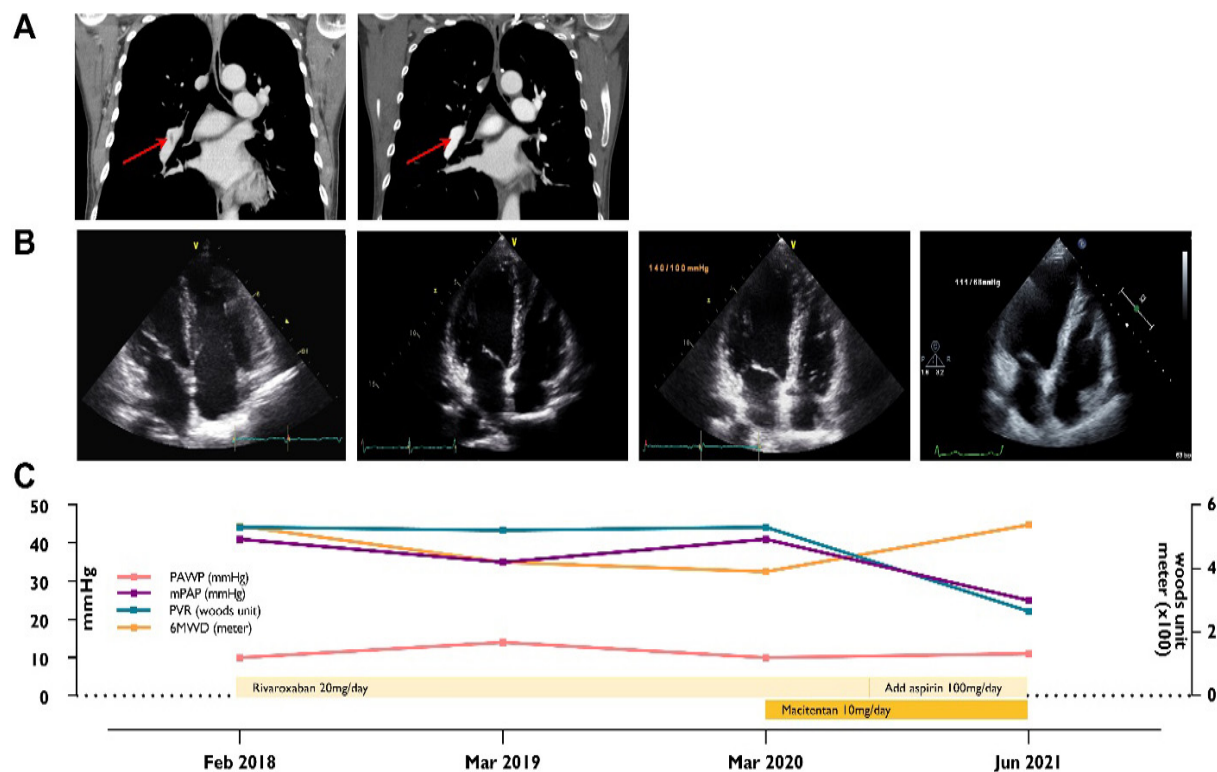 A
B
V
V
V
140/100 mmHg
111/68mmHg
C
50
40
30
20
10
0
mmHg
PAWP (mmHg)
mPAP (mmHg)
PVR (woods unit)
6MWD (meter)
6
4
2
0
woods unit
meter (x 100)
Rivaroxaban 20mg/day
Add aspirin 100mg/day
Macitentan 10mg/day
Feb 2018
Mar 2019
Mar 2020
Jun 2021